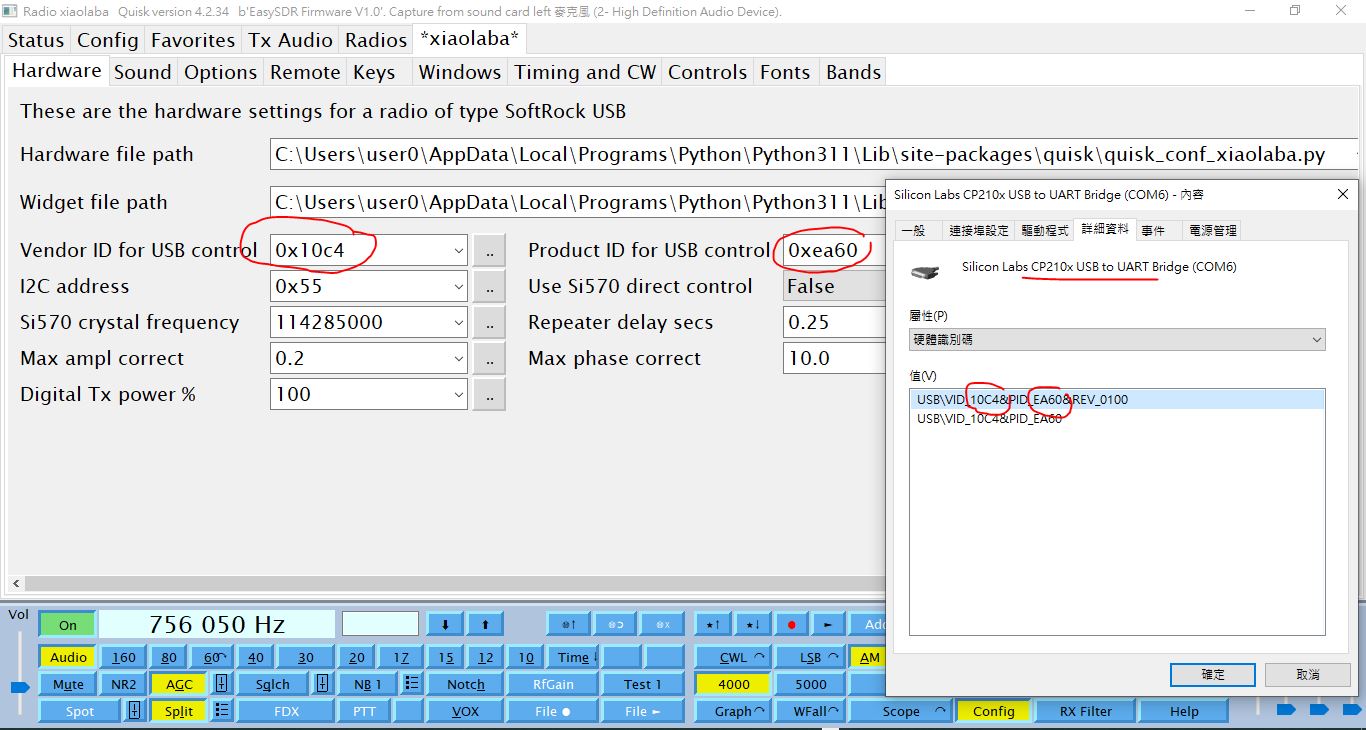 Radio xiaolaba Quisk version 4.2.34 b'EasySDR Firmware V1.0'. Capture from sound card left 麥克風 (2- High Definition Audio Device).
Status Config Favorites Tx Audio Radios *xiaolaba*
Hardware Sound Options Remote Keys Windows Timing and CW Controls Fonts Bands
These are the hardware settings for a radio of type SoftRock USB
Hardware file path C:\Users\user0\AppData\Local\Programs\Python\Python311\Lib\site-packages\quisk\quisk_conf_xiaolaba.py
Widget file path C:\Users\user0\AppData\Local\Programs\Python\Python311\Lib
Vendor ID for USB control 0x10c4 .. Product ID for USB control 0xea60
I2C address 0x55 .. Use Si570 direct control False
Si570 crystal frequency 114285000 .. Repeater delay secs 0.25
Max ampl correct 0.2 .. Max phase correct 10.0
Digital Tx power % 100 ..
Silicon Labs CP210x USB to UART Bridge (COM6) - 內容
一般 連接埠設定 驅動程式 詳細資料 事件 電源管理
Silicon Labs CP210x USB to UART Bridge (COM6)
屬性(P)
硬體識別碼
值(V)
USB\VID_10C4&PID_EA60&REV_0100
USB\VID_10C4&PID_EA60
確定 取消
Vol On 756 050 Hz
Audio 160 80 60 40 30 20 17 15 12 10 Time CWL LSB AM
Mute NR2 AGC Sqlch NB 1 Notch RfGain Test 1 4000 5000
Spot Split FDX PTT VOX File ● File ► Graph WFall Scope Config RX Filter Help